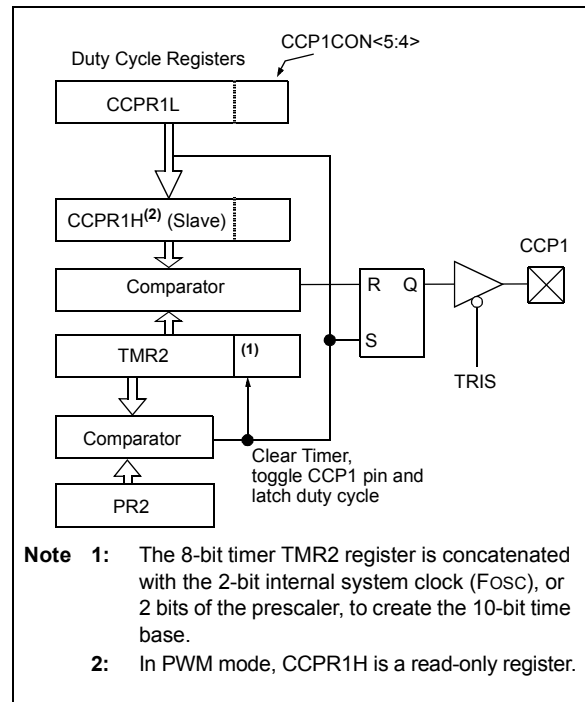 CCP1CON<5:4>
Duty Cycle Registers
CCPR1L
CCPR1H(2) (Slave)
CCP1
Comparator
R Q
TMR2 (1)
S
TRIS
Comparator
Clear Timer,
toggle CCP1 pin and
latch duty cycle
PR2
Note 1: The 8-bit timer TMR2 register is concatenated
with the 2-bit internal system clock (FOSC), or
2 bits of the prescaler, to create the 10-bit time
base.
2: In PWM mode, CCPR1H is a read-only register.